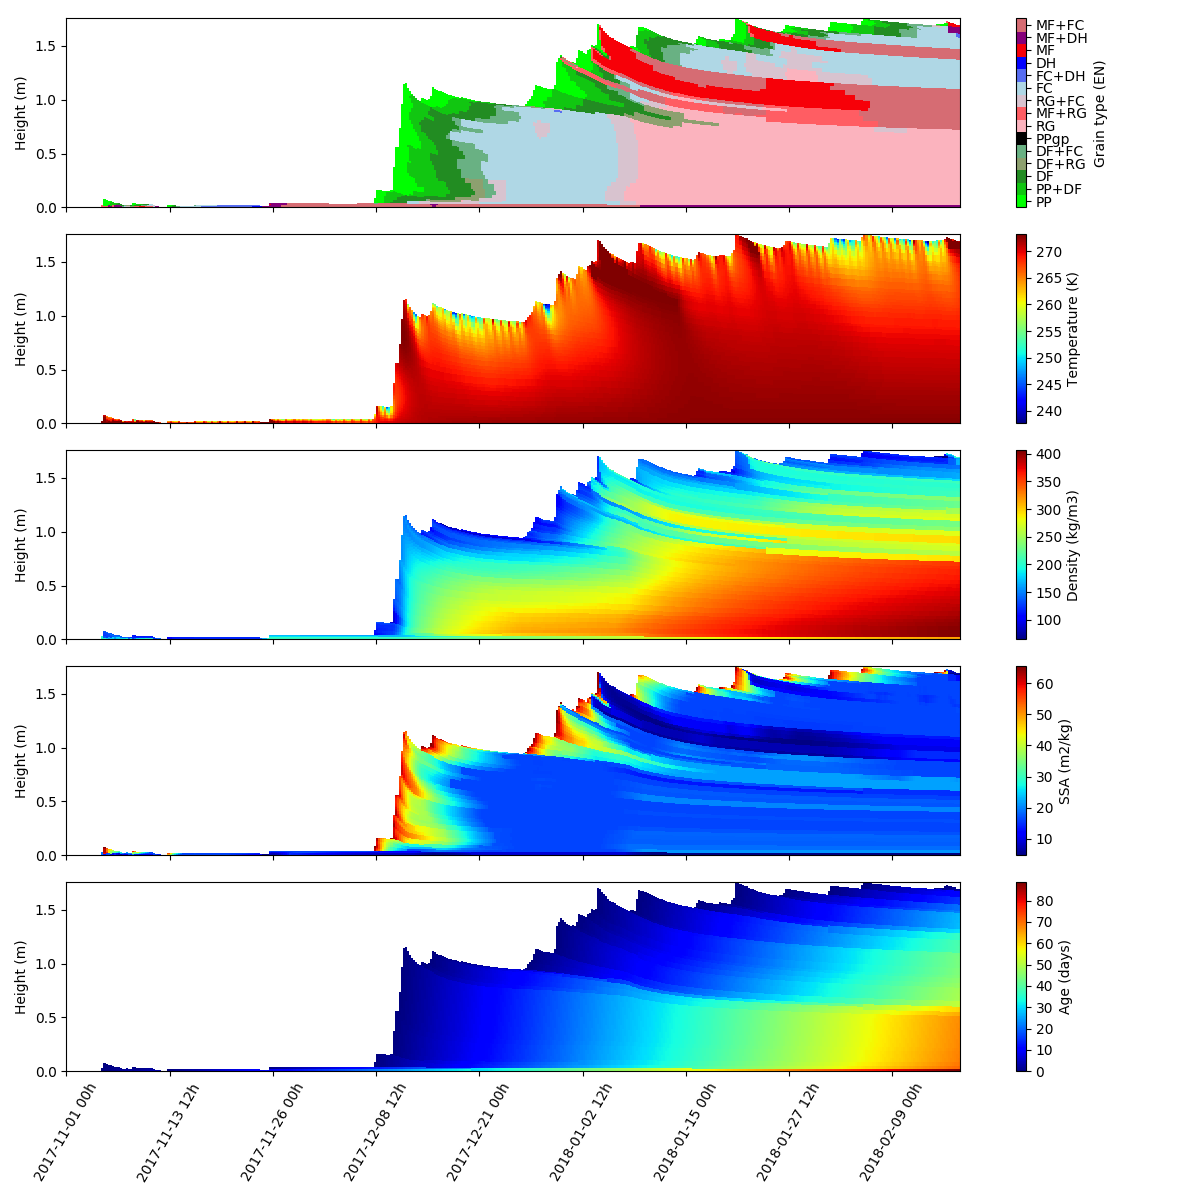 1.5
1.0
0.5
0.0
Height (m)
MF+FC
MF+DH
MF
DH
FC+DH
FC
RG+FC
MF+RG
RG
PPgp
DF+FC
DF+RG
DF
PP+DF
PP
Grain type (EN)
1.5
1.0
0.5
0.0
Height (m)
270
265
260
255
250
245
240
Temperature (K)
1.5
1.0
0.5
0.0
Height (m)
400
350
300
250
200
150
100
Density (kg/m3)
1.5
1.0
0.5
0.0
Height (m)
60
50
40
30
20
10
SSA (m2/kg)
1.5
1.0
0.5
0.0
Height (m)
80
70
60
50
40
30
20
10
0
Age (days)
2017-11-01 00h
2017-11-13 12h
2017-11-26 00h
2017-12-08 12h
2017-12-21 00h
2018-01-02 12h
2018-01-15 00h
2018-01-27 12h
2018-02-09 00h